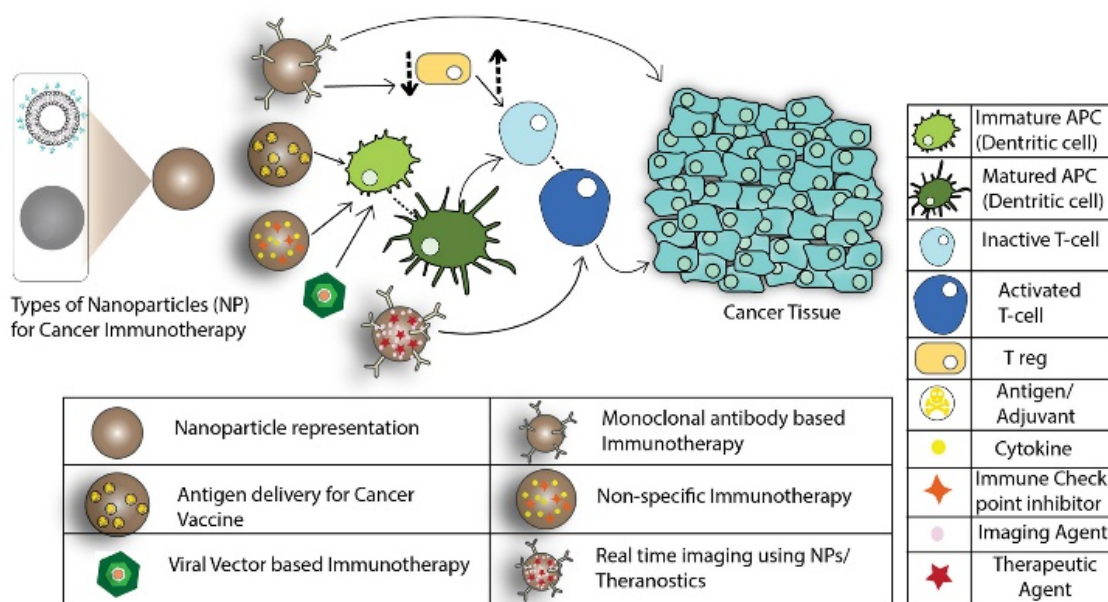 Types of Nanoparticles (NP)
for Cancer Immunotherapy
Cancer Tissue
Immature APC
(Dentritic cell)
Matured APC
(Dentritic cell)
Inactive T-cell
Activated
T-cell
T reg
Antigen/
Adjuvant
Cytokine
Immune Check
point inhibitor
Imaging Agent
Therapeutic
Agent
Nanoparticle representation
Monoclonal antibody based
Immunotherapy
Antigen delivery for Cancer
Vaccine
Non-specific Immunotherapy
Viral Vector based Immunotherapy
Real time imaging using NPs/
Theranostics